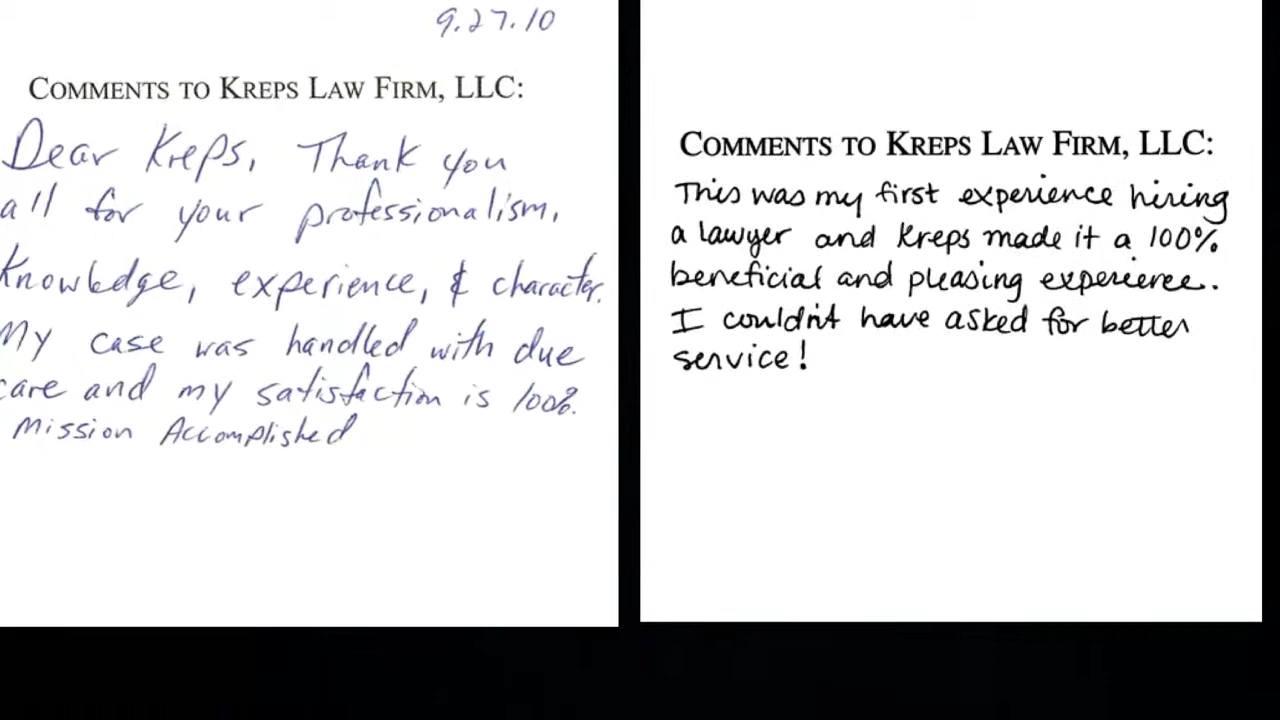 9.27.10
COMMENTS TO KREPS LAW FIRM, LLC:
Dear Kreps, Thank you
all for your professionalism,
Knowledge, experience, & character.
My case was handled with due
care and my satisfaction is 100%.
Mission Accomplished
COMMENTS TO KREPS LAW FIRM, LLC:
This was my first experience hiring
a lawyer and Kreps made it a 100%
beneficial and pleasing experience.
I couldn't have asked for better
service!